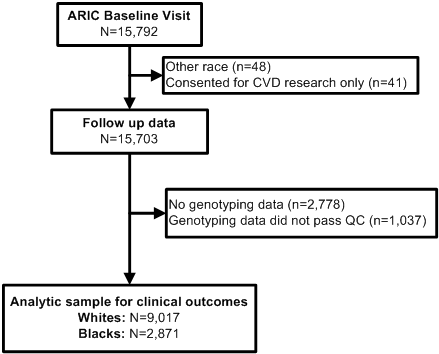 ARIC Baseline Visit
N=15,792
Other race (n=48)
Consented for CVD research only (n=41)
Follow up data
N=15,703
No genotyping data (n=2,778)
Genotyping data did not pass QC (n=1,037)
Analytic sample for clinical outcomes
Whites: N=9,017
Blacks: N=2,871